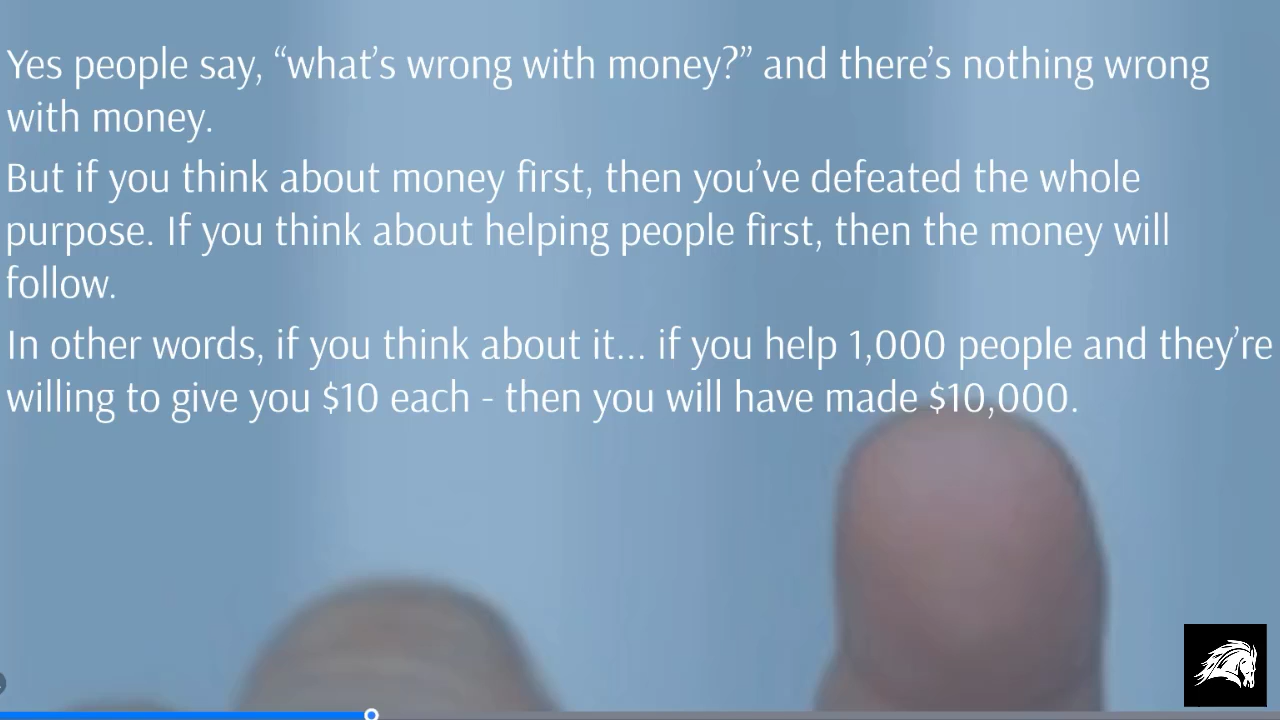 Yes people say, “what’s wrong with money?” and there’s nothing wrong
with money.
But if you think about money first, then you’ve defeated the whole
purpose. If you think about helping people first, then the money will
follow.
In other words, if you think about it... if you help 1,000 people and they’re
willing to give you $10 each - then you will have made $10,000.